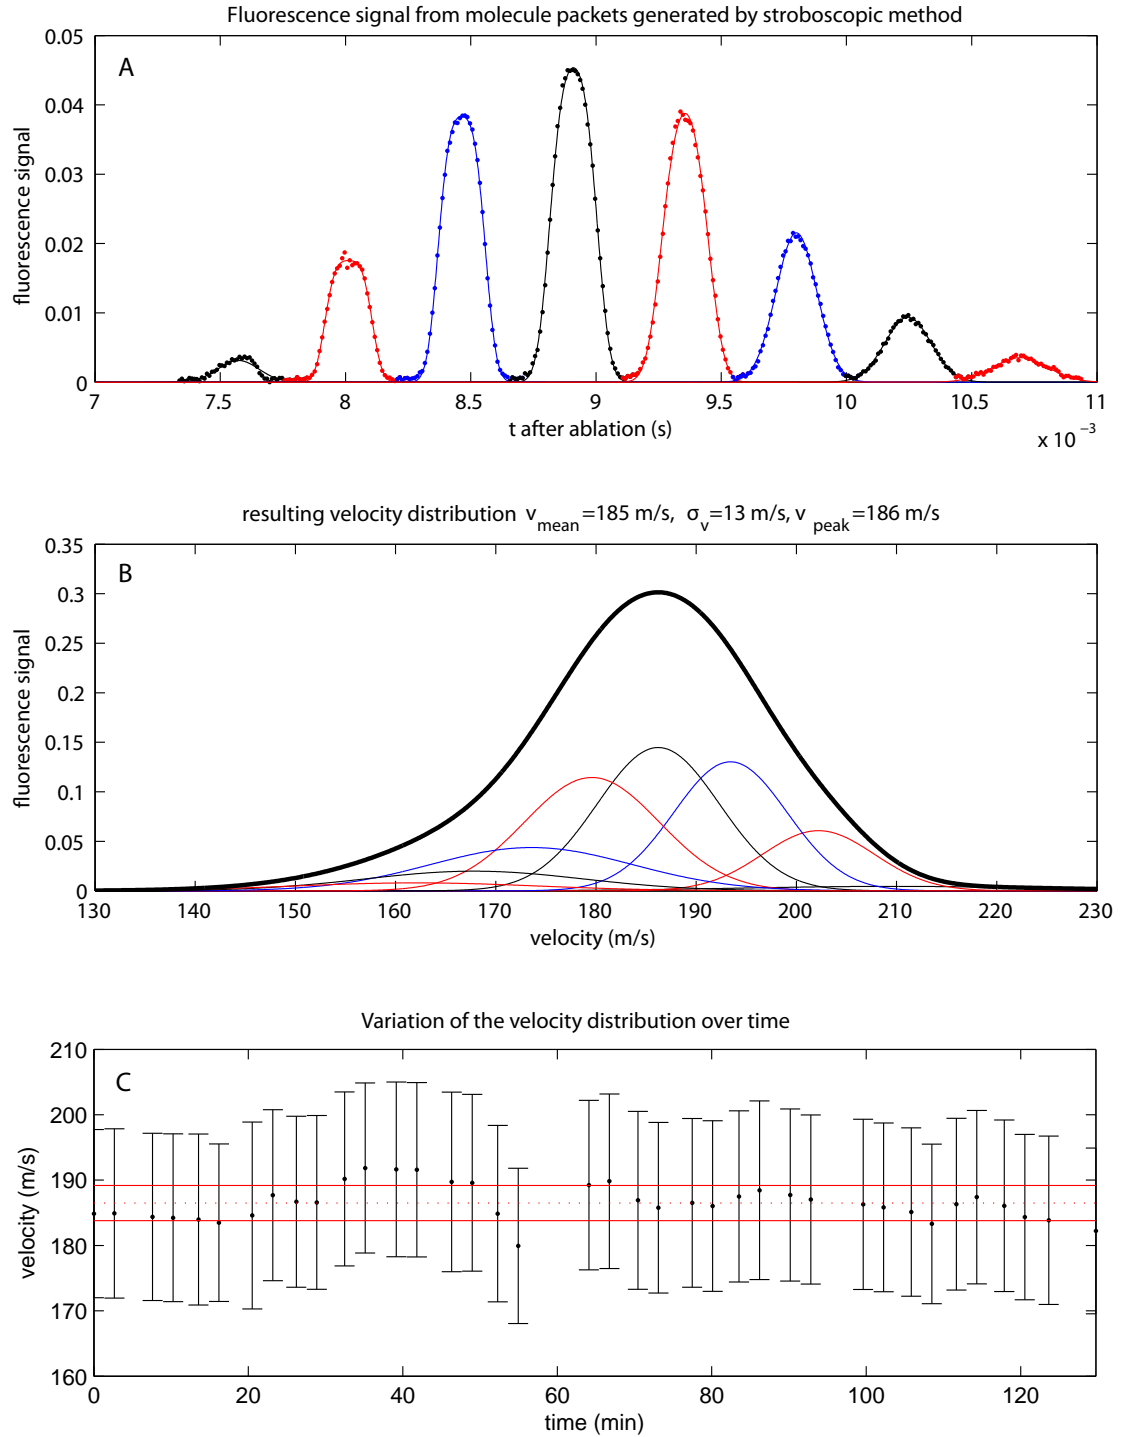 Fluorescence signal from molecule packets generated by stroboscopic method
A
fluorescence signal
0.05
0.04
0.03
0.02
0.01
0
7 7.5 8 8.5 9 9.5 10 10.5 11
t after ablation (s)
x 10 −3
resulting velocity distribution v mean =185 m/s, σ v =13 m/s, v peak =186 m/s
B
fluorescence signal
0.35
0.3
0.25
0.2
0.15
0.1
0.05
0
130 140 150 160 170 180 190 200 210 220 230
velocity (m/s)
Variation of the velocity distribution over time
C
velocity (m/s)
210
200
190
180
170
160
0 20 40 60 80 100 120
time (min)